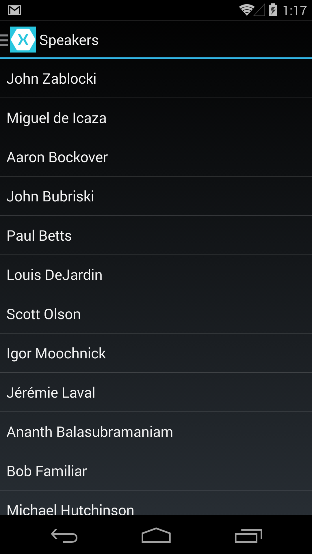 1:17
Speakers
John Zablocki
Miguel de Icaza
Aaron Bockover
John Bubriski
Paul Betts
Louis DeJardin
Scott Olson
Igor Moochnick
Jérémie Laval
Ananth Balasubramaniam
Bob Familiar
Michael Hutchinson